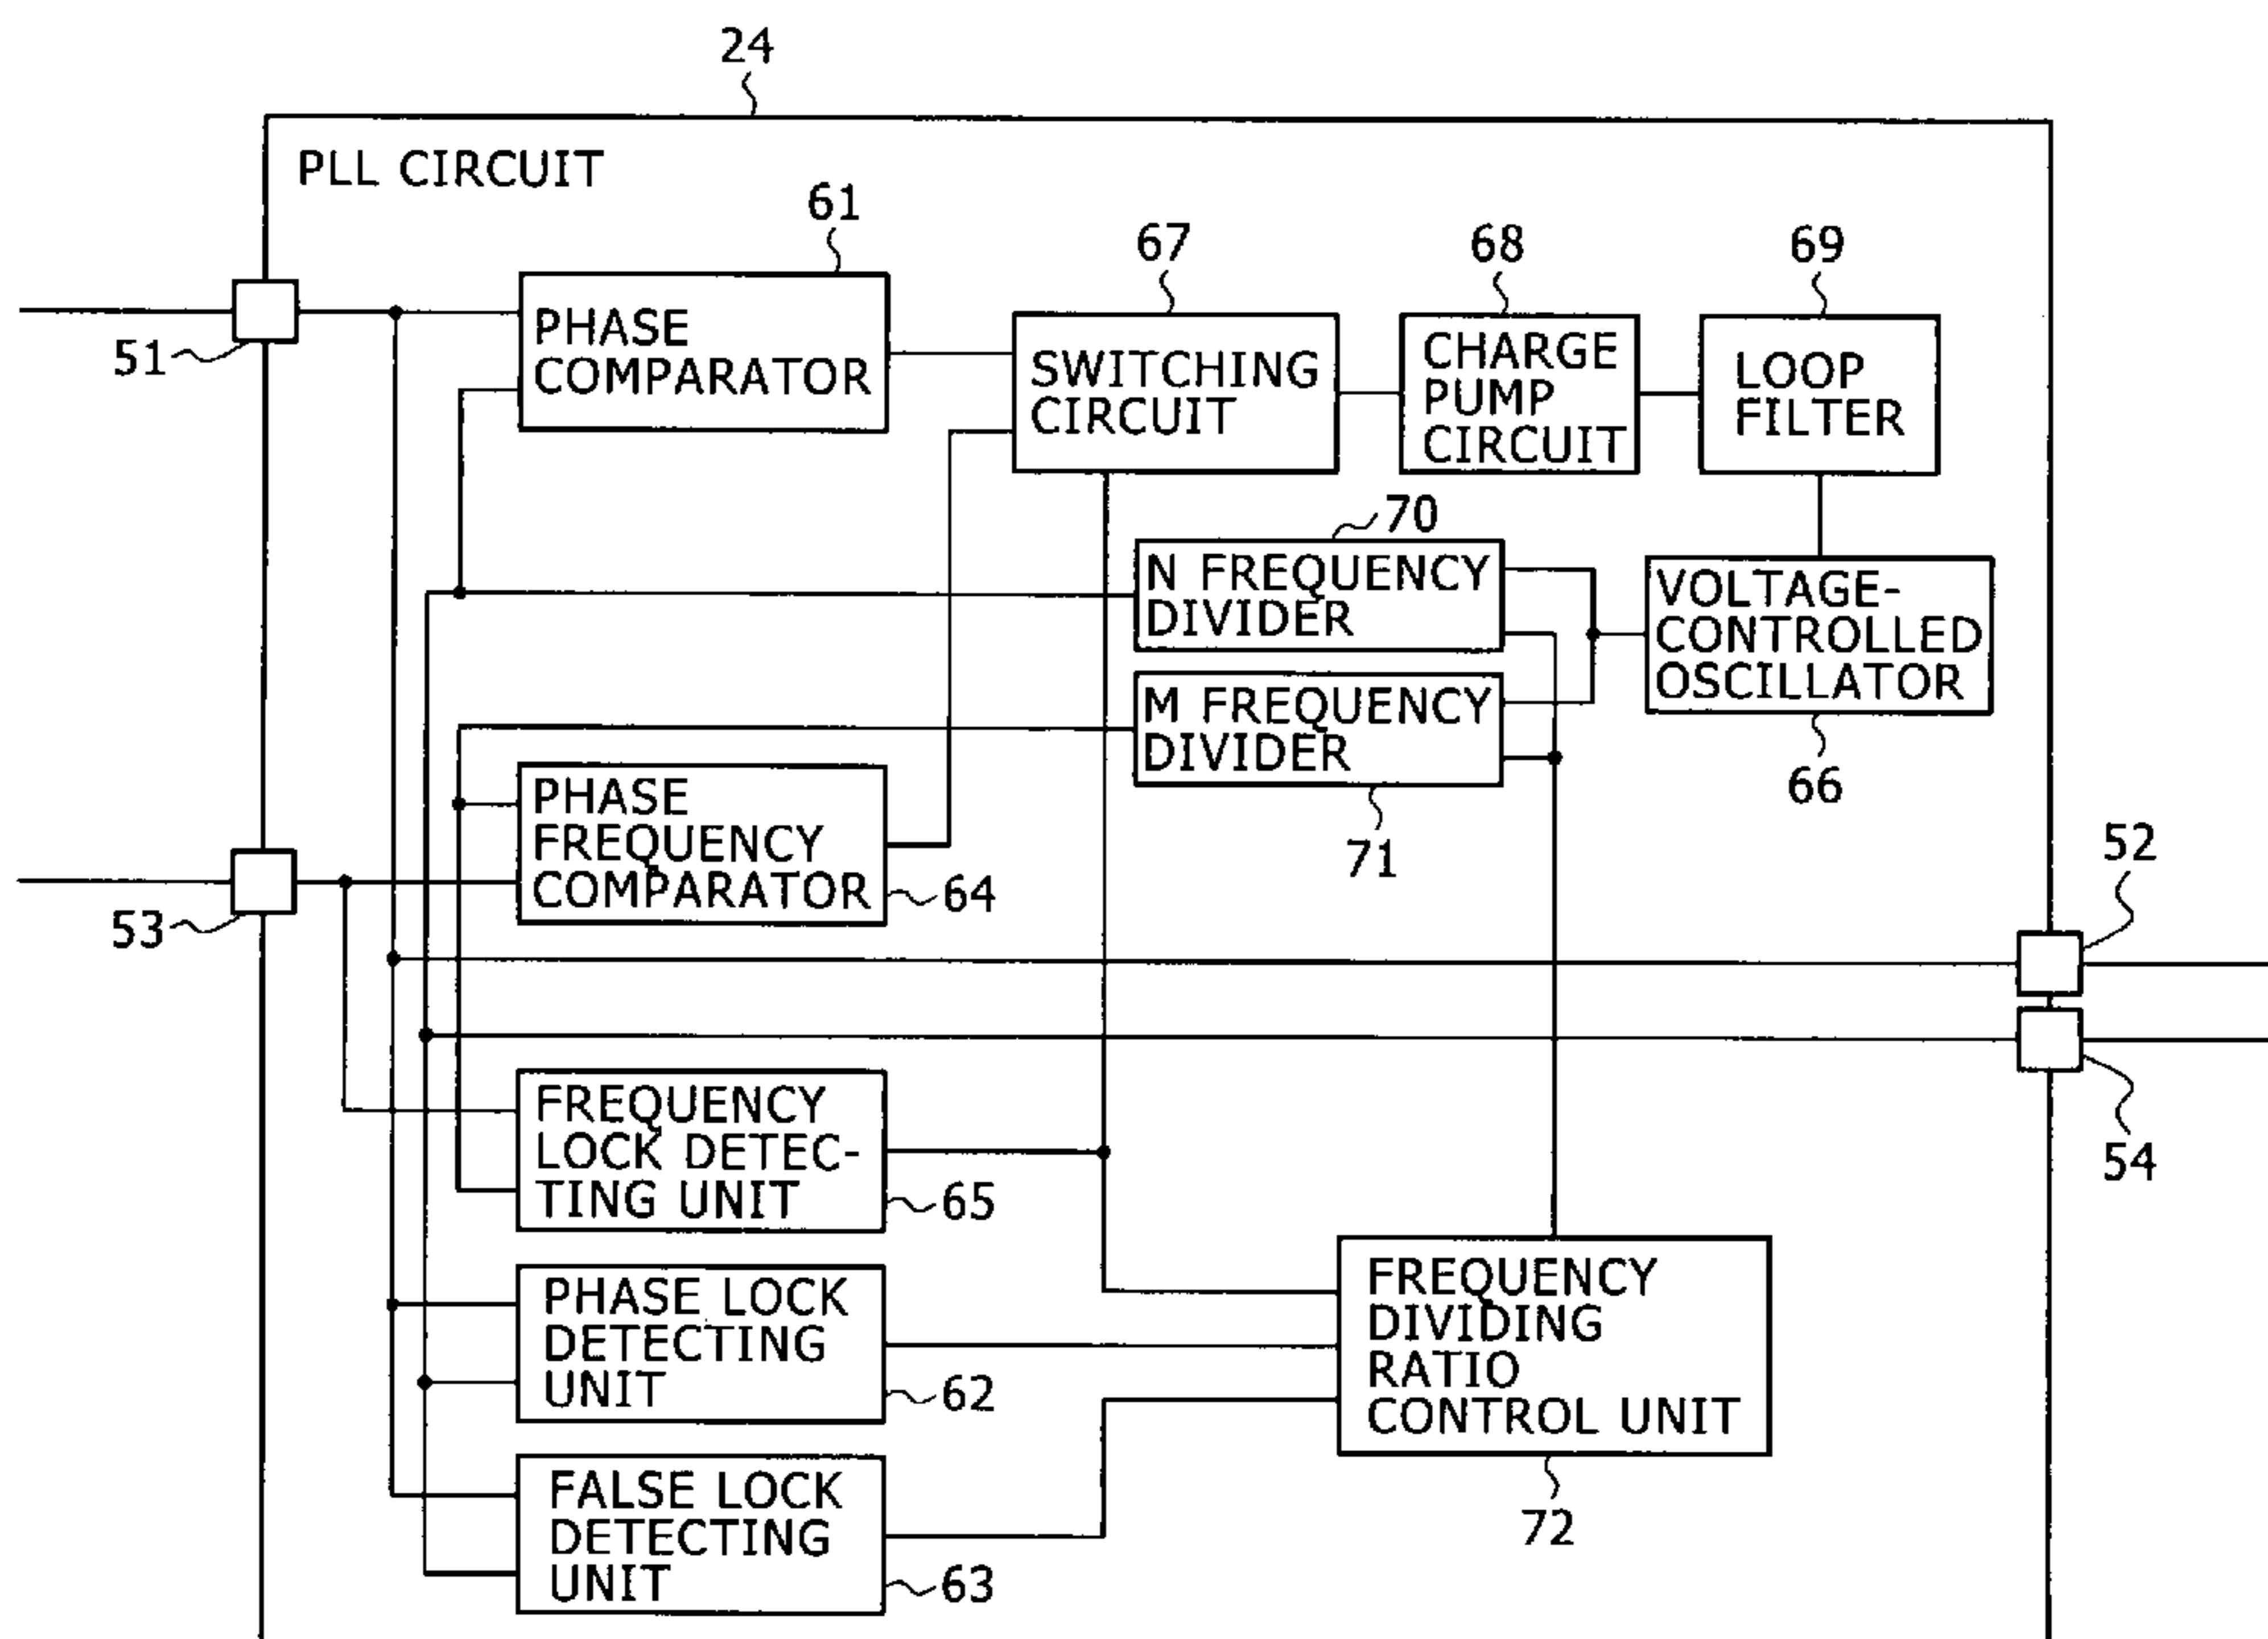 24
PLL CIRCUIT
61
67
68
69
51
PHASE
COMPARATOR
SWITCHING
CIRCUIT
CHARGE
PUMP
CIRCUIT
LOOP
FILTER
70
N FREQUENCY
DIVIDER
VOLTAGE-
CONTROLLED
OSCILLATOR
66
M FREQUENCY
DIVIDER
71
PHASE
FREQUENCY
COMPARATOR
64
53
52
54
FREQUENCY
LOCK DETEC-
TING UNIT
65
PHASE LOCK
DETECTING
UNIT
62
FREQUENCY
DIVIDING
RATIO
CONTROL UNIT
72
FALSE LOCK
DETECTING
UNIT
63